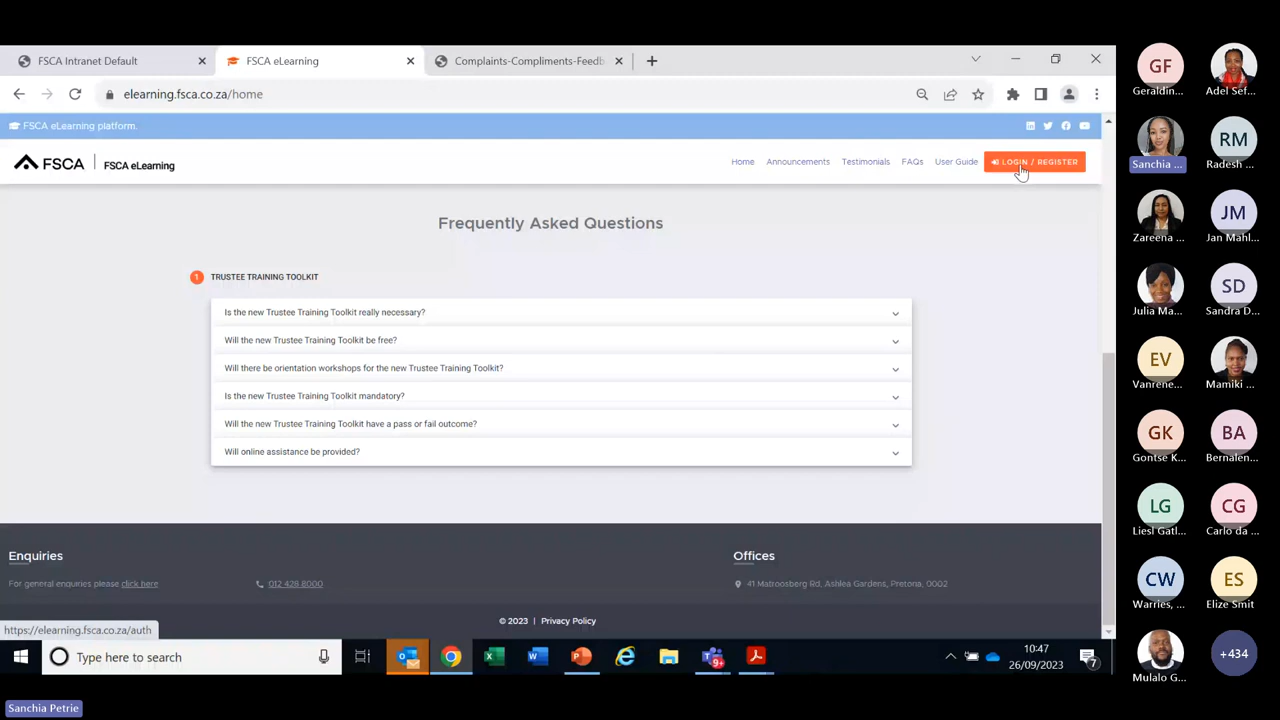 FSCA Intranet Default
FSCA eLearning
Complaints-Compliments-Feedb
elearning.fsca.co.za/home
FSCA eLearning platform.
FSCA
FSCA eLearning
Home
Announcements
Testimonials
FAQs
User Guide
LOGIN / REGISTER
Frequently Asked Questions
1 TRUSTEE TRAINING TOOLKIT
Is the new Trustee Training Toolkit really necessary?
Will the new Trustee Training Toolkit be free?
Will there be orientation workshops for the new Trustee Training Toolkit?
Is the new Trustee Training Toolkit mandatory?
Will the new Trustee Training Toolkit have a pass or fail outcome?
Will online assistance be provided?
Enquiries
For general enquiries please click here
012 428 8000
Offices
41 Matroosberg Rd, Ashlea Gardens, Pretoria, 0002
© 2023 | Privacy Policy
https://elearning.fsca.co.za/auth
Type here to search
9+
10:47
26/09/2023
7
Sanchia Petrie
GF
Geraldin...
Adel Sef...
Sanchia ...
RM
Radesh ...
Zareena ...
JM
Jan Mahl...
Julia Ma...
SD
Sandra D...
EV
Vanrene...
Mamiki ...
GK
Gontse K...
BA
Bernalen...
LG
Liesl Gatl...
CG
Carlo da ...
CW
Warries, ...
ES
Elize Smit
Mulalo G...
+434